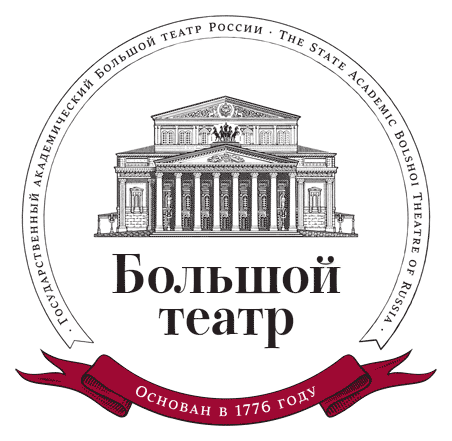 · Государственный академический Большой театр России · The State Academic Bolshoi Theatre of Russia ·
Большой
театр
Основан в 1776 году